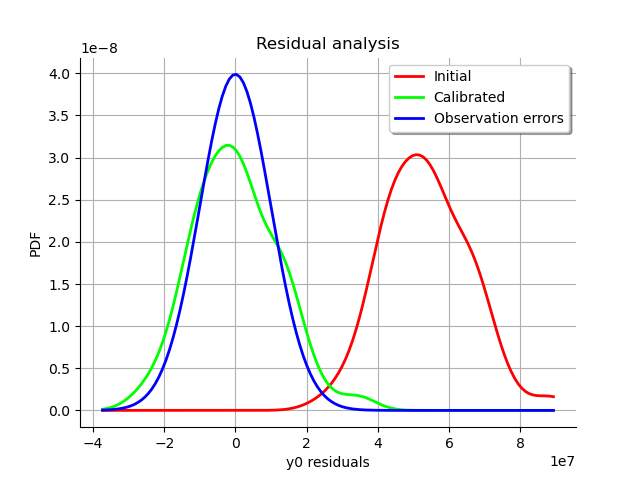 Residual analysis
1e−8
Initial
Calibrated
Observation errors
PDF
4.0
3.5
3.0
2.5
2.0
1.5
1.0
0.5
0.0
−4 −2 0 2 4 6 8
1e7
y0 residuals